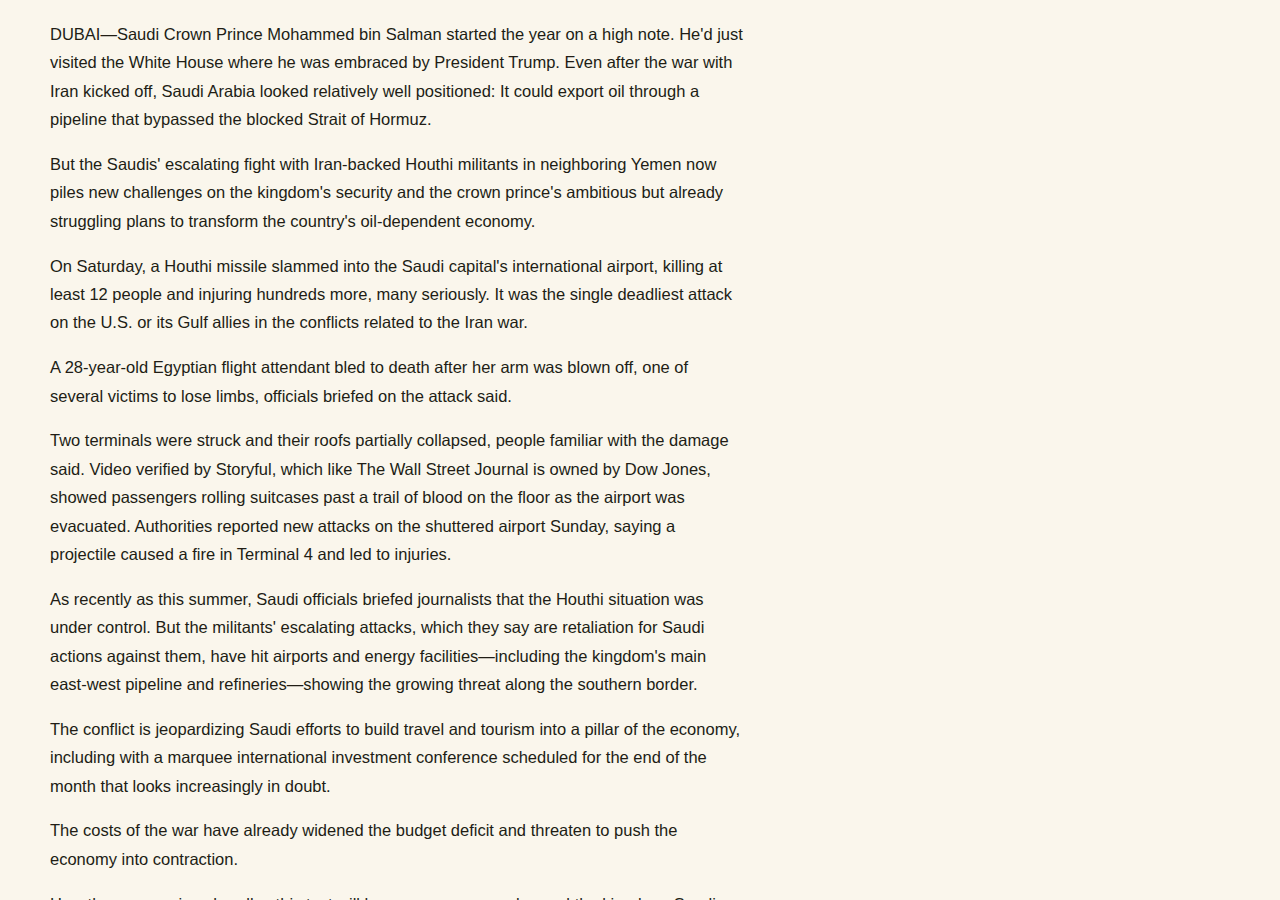 DUBAI—Saudi Crown Prince Mohammed bin Salman started the year on a high note. He'd just
visited the White House where he was embraced by President Trump. Even after the war with
Iran kicked off, Saudi Arabia looked relatively well positioned: It could export oil through a
pipeline that bypassed the blocked Strait of Hormuz.
But the Saudis' escalating fight with Iran-backed Houthi militants in neighboring Yemen now
piles new challenges on the kingdom's security and the crown prince's ambitious but already
struggling plans to transform the country's oil-dependent economy.
On Saturday, a Houthi missile slammed into the Saudi capital's international airport, killing at
least 12 people and injuring hundreds more, many seriously. It was the single deadliest attack
on the U.S. or its Gulf allies in the conflicts related to the Iran war.
A 28-year-old Egyptian flight attendant bled to death after her arm was blown off, one of
several victims to lose limbs, officials briefed on the attack said.
Two terminals were struck and their roofs partially collapsed, people familiar with the damage
said. Video verified by Storyful, which like The Wall Street Journal is owned by Dow Jones,
showed passengers rolling suitcases past a trail of blood on the floor as the airport was
evacuated. Authorities reported new attacks on the shuttered airport Sunday, saying a
projectile caused a fire in Terminal 4 and led to injuries.
As recently as this summer, Saudi officials briefed journalists that the Houthi situation was
under control. But the militants' escalating attacks, which they say are retaliation for Saudi
actions against them, have hit airports and energy facilities—including the kingdom's main
east-west pipeline and refineries—showing the growing threat along the southern border.
The conflict is jeopardizing Saudi efforts to build travel and tourism into a pillar of the economy,
including with a marquee international investment conference scheduled for the end of the
month that looks increasingly in doubt.
The costs of the war have already widened the budget deficit and threaten to push the
economy into contraction.